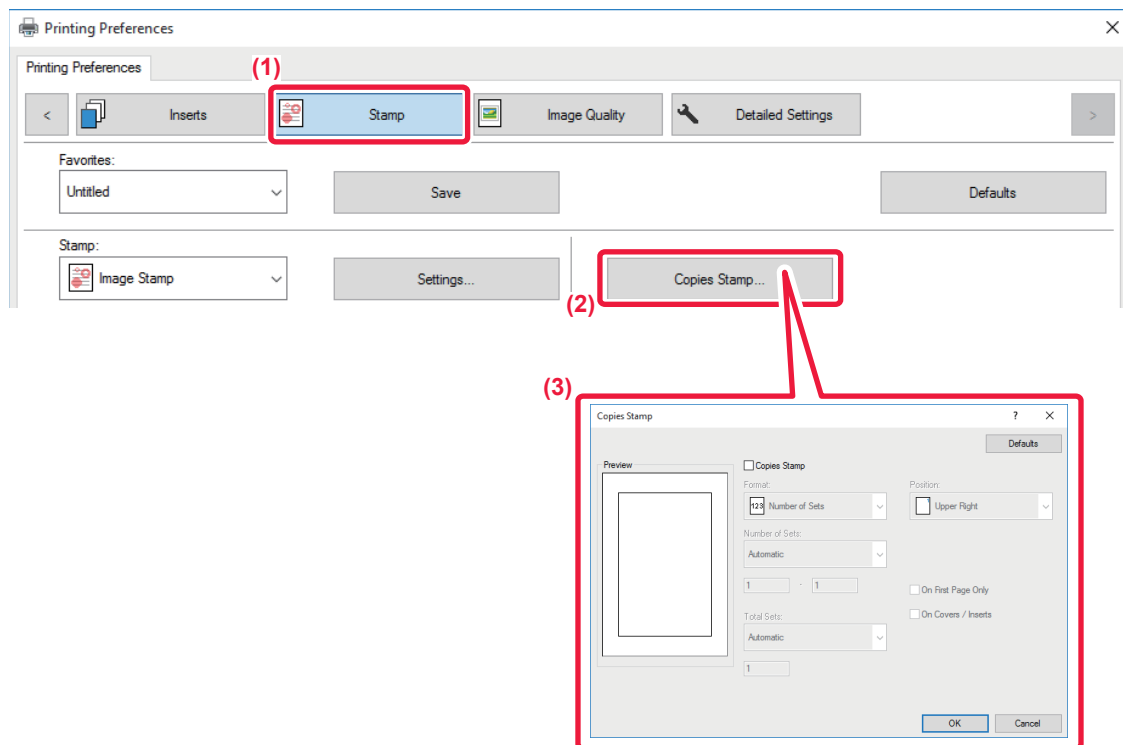 Printing Preferences
Printing Preferences
(1)
< Inserts Stamp Image Quality Detailed Settings >
Favorites:
Untitled Save Defaults
Stamp:
Image Stamp Settings... Copies Stamp...
(2)
(3)
Copies Stamp ?
Defaults
Preview Copies Stamp
Format: Position:
123 Number of Sets Upper Right
Number of Sets:
Automatic
1 - 1 On First Page Only
Total Sets: On Covers / Inserts
Automatic
1
OK Cancel